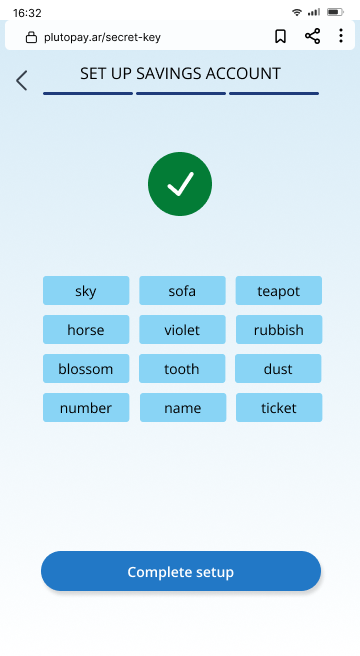 16:32
plutopay.ar/secret-key
SET UP SAVINGS ACCOUNT
sky sofa teapot
horse violet rubbish
blossom tooth dust
number name ticket
Complete setup